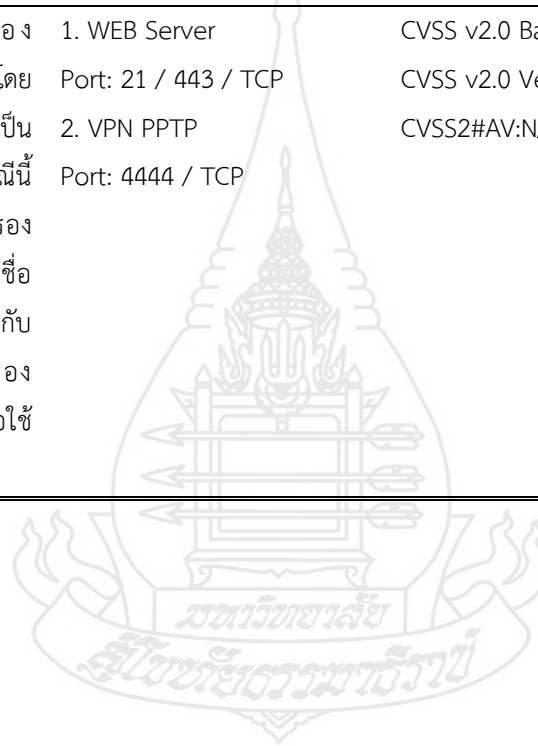 อง 1. WEB Server CVSS v2.0 Ba
โดย Port: 21 / 443 / TCP CVSS v2.0 Ve
เป็น 2. VPN PPTP CVSS2#AV:N,
ณีนี้ Port: 4444 / TCP
รอง
ชื่อ
กับ
อง
อใช้
มหาวิทยาลัย
สุโขทัยธรรมาธิราช